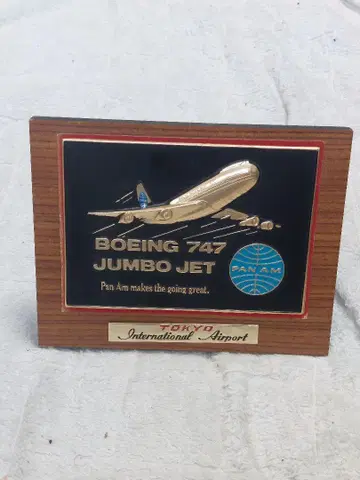 BOEING 747
JUMBO JET
PAN AM
Pan Am makes the going great.
TOKYO
International Airport